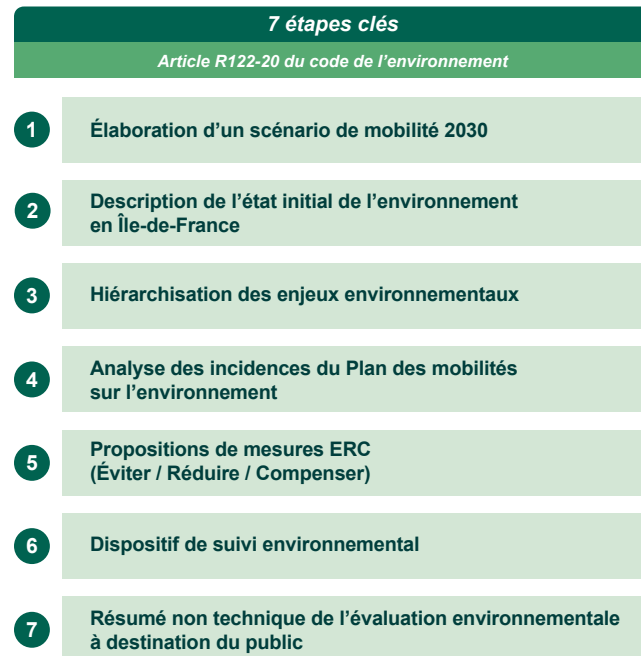 7 étapes clés
Article R122-20 du code de l’environnement
1
Élaboration d’un scénario de mobilité 2030
2
Description de l’état initial de l’environnement
en Île-de-France
3
Hiérarchisation des enjeux environnementaux
4
Analyse des incidences du Plan des mobilités
sur l’environnement
5
Propositions de mesures ERC
(Éviter / Réduire / Compenser)
6
Dispositif de suivi environnemental
7
Résumé non technique de l’évaluation environnementale
à destination du public